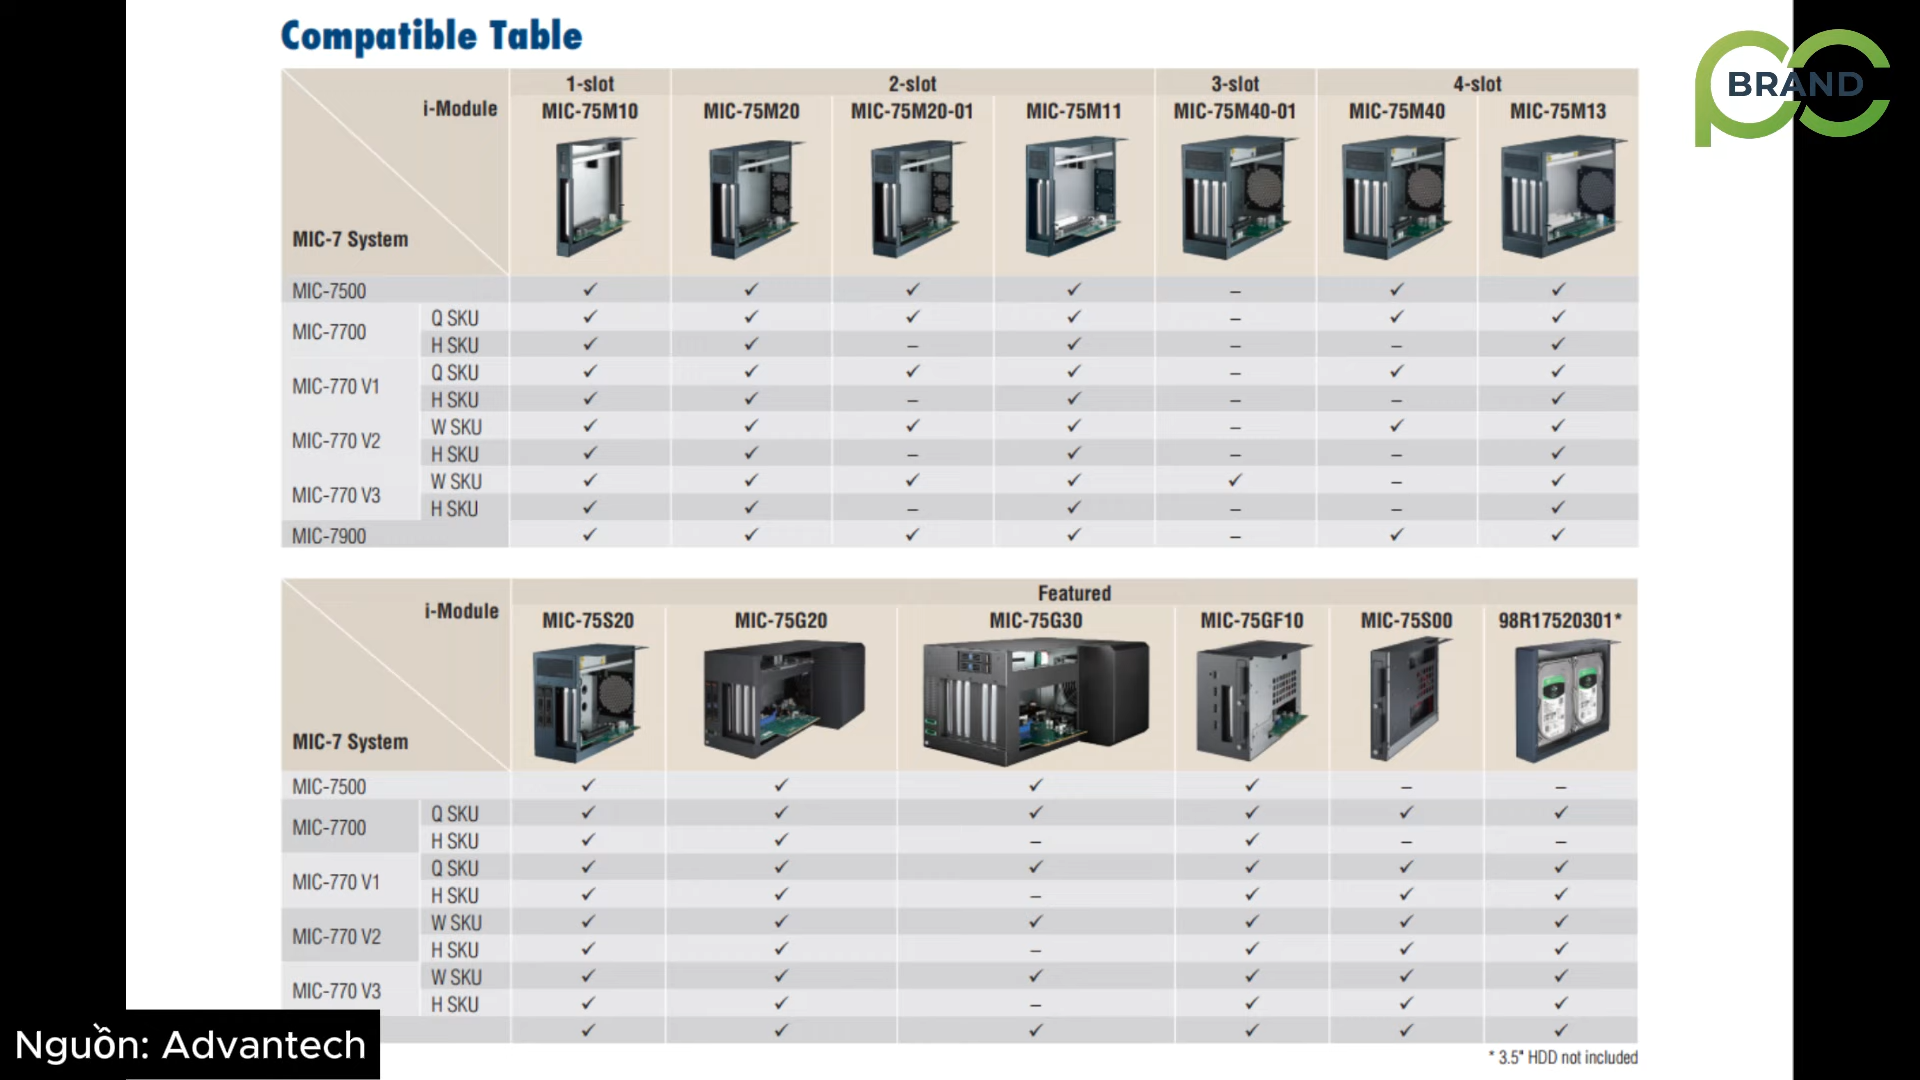 Compatible Table
BRAND
i-Module
MIC-7 System
1-slot 2-slot 3-slot 4-slot
MIC-75M10 MIC-75M20 MIC-75M20-01 MIC-75M11 MIC-75M40-01 MIC-75M40 MIC-75M13
MIC-7500 ✓ ✓ ✓ ✓ – ✓ ✓
MIC-7700 Q SKU ✓ ✓ ✓ ✓ – ✓ ✓
H SKU ✓ ✓ – ✓ – – ✓
MIC-770 V1 Q SKU ✓ ✓ ✓ ✓ – ✓ ✓
H SKU ✓ ✓ – ✓ – – ✓
MIC-770 V2 W SKU ✓ ✓ ✓ ✓ – ✓ ✓
H SKU ✓ ✓ – ✓ – – ✓
MIC-770 V3 W SKU ✓ ✓ ✓ ✓ ✓ – ✓
H SKU ✓ ✓ – ✓ – – ✓
MIC-7900 ✓ ✓ ✓ ✓ – ✓ ✓
i-Module
MIC-7 System
Featured
MIC-75S20 MIC-75G20 MIC-75G30 MIC-75GF10 MIC-75S00 98R17520301*
MIC-7500 ✓ ✓ ✓ ✓ – –
MIC-7700 Q SKU ✓ ✓ ✓ ✓ ✓ ✓
H SKU ✓ ✓ – ✓ – –
MIC-770 V1 Q SKU ✓ ✓ ✓ ✓ ✓ ✓
H SKU ✓ ✓ – ✓ ✓ ✓
MIC-770 V2 W SKU ✓ ✓ ✓ ✓ ✓ ✓
H SKU ✓ ✓ – ✓ ✓ ✓
MIC-770 V3 W SKU ✓ ✓ ✓ ✓ ✓ ✓
H SKU ✓ ✓ – ✓ ✓ ✓
✓ ✓ ✓ ✓ ✓ ✓
* 3.5" HDD not included
Nguồn: Advantech